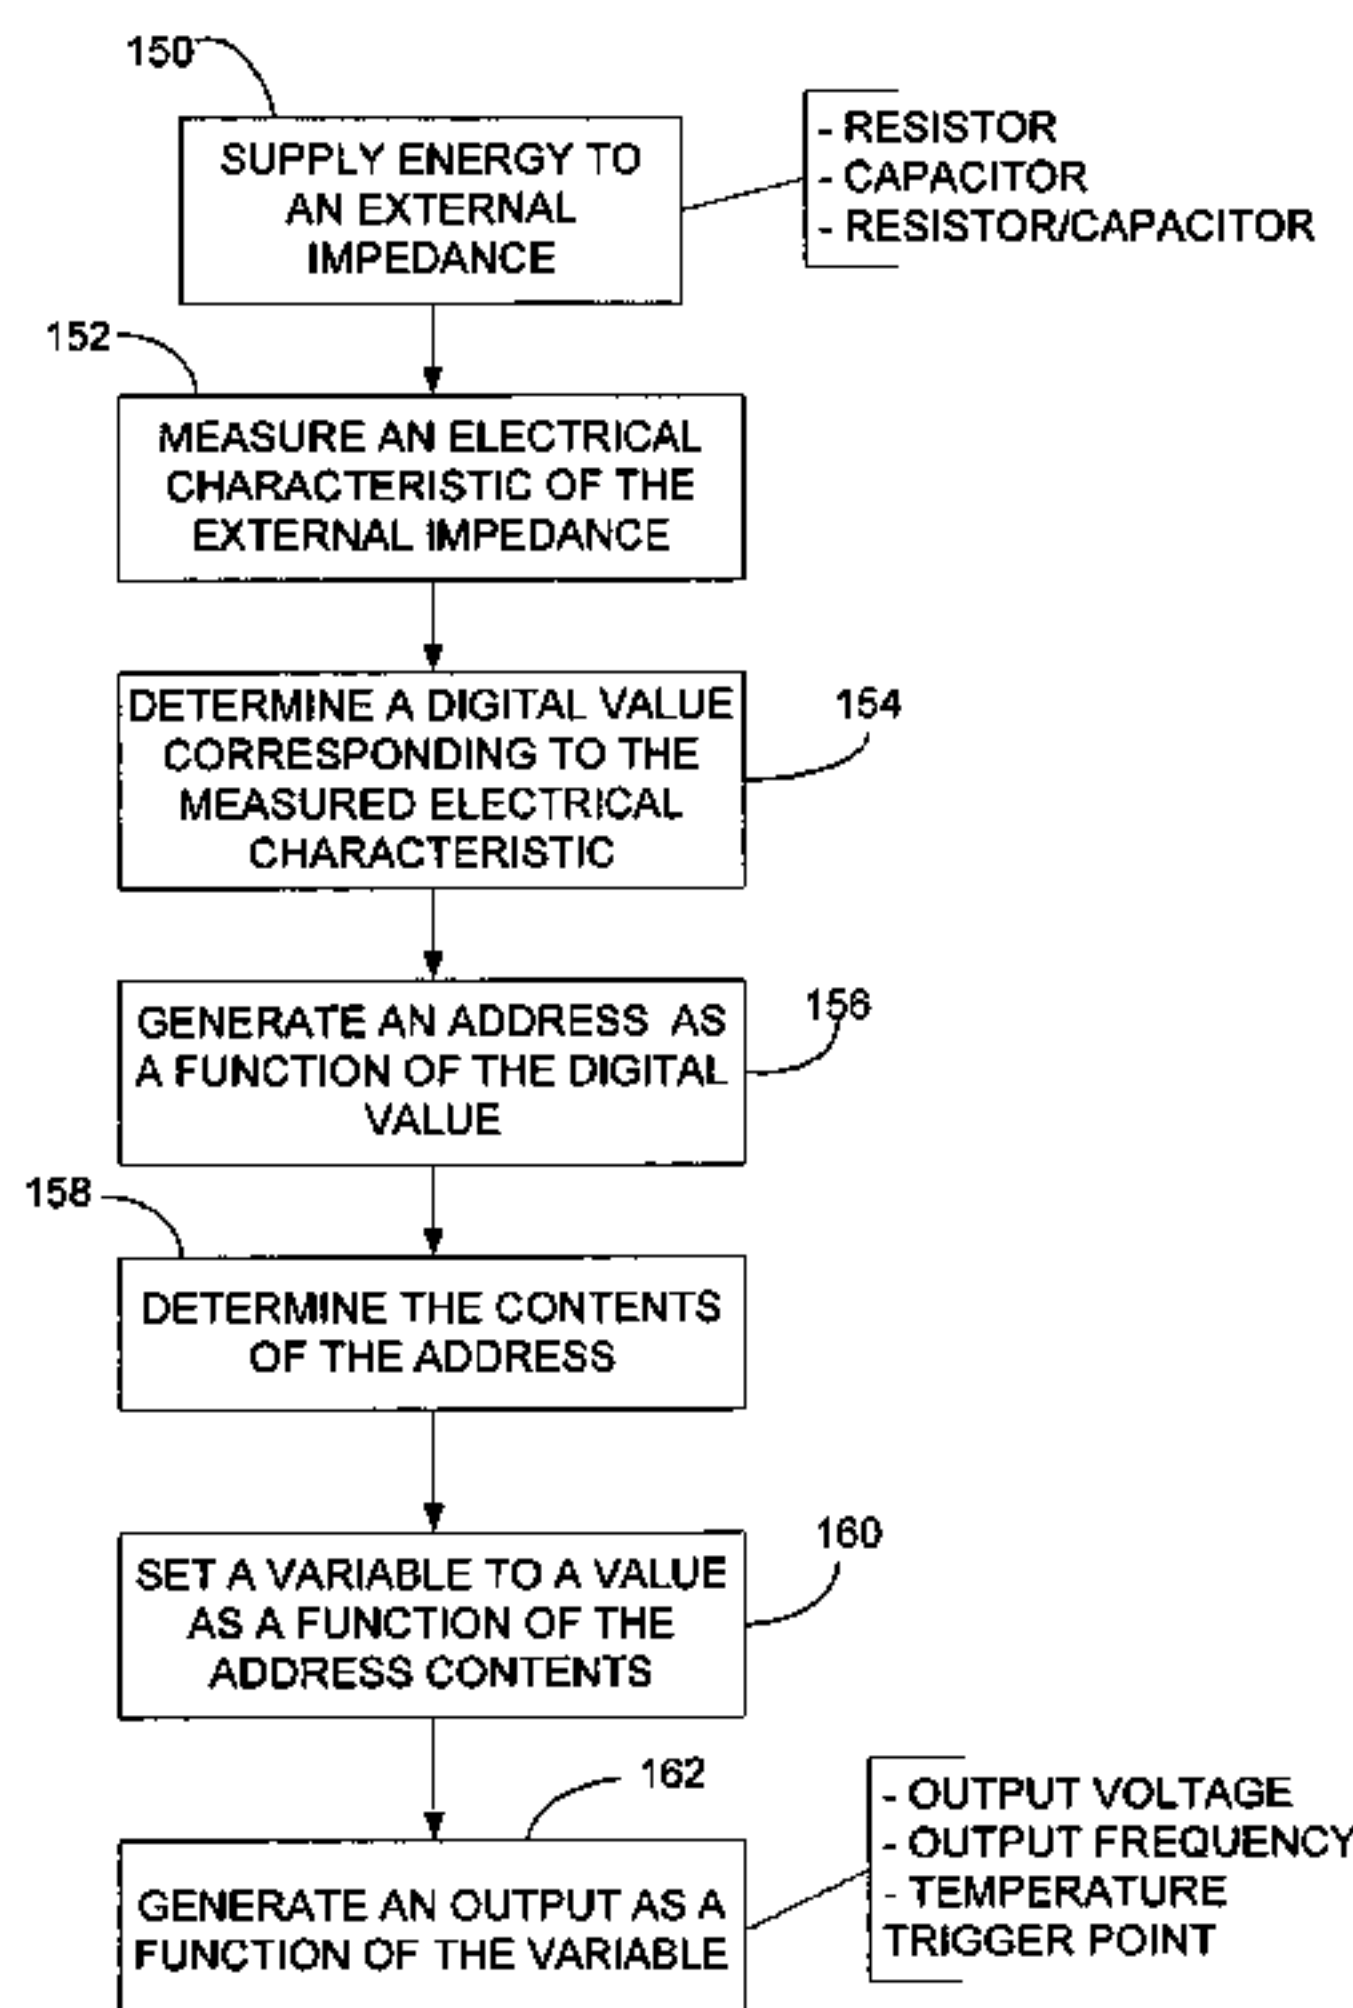 150
SUPPLY ENERGY TO
AN EXTERNAL
IMPEDANCE
- RESISTOR
- CAPACITOR
- RESISTOR/CAPACITOR
152
MEASURE AN ELECTRICAL
CHARACTERISTIC OF THE
EXTERNAL IMPEDANCE
DETERMINE A DIGITAL VALUE
CORRESPONDING TO THE
MEASURED ELECTRICAL
CHARACTERISTIC
154
GENERATE AN ADDRESS AS
A FUNCTION OF THE DIGITAL
VALUE
156
158
DETERMINE THE CONTENTS
OF THE ADDRESS
SET A VARIABLE TO A VALUE
AS A FUNCTION OF THE
ADDRESS CONTENTS
160
162
GENERATE AN OUTPUT AS A
FUNCTION OF THE VARIABLE
- OUTPUT VOLTAGE
- OUTPUT FREQUENCY
- TEMPERATURE
TRIGGER POINT